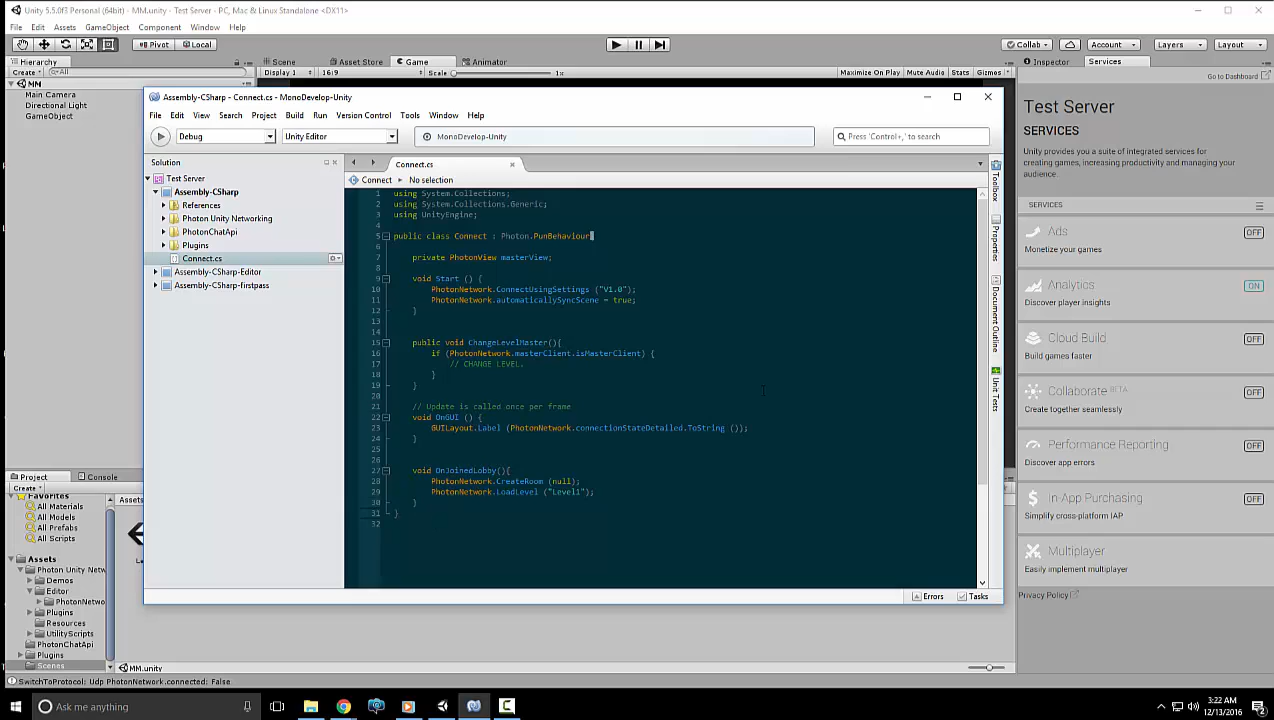 Unity 5.5.0f3 Personal (64bit) - MM.unity - Test Server - PC, Mac & Linux Standalone <DX11>
File Edit Assets GameObject Component Window Help
Pivot Local Collab Account Layers Layout
Hierarchy Scene Asset Store Game Animator Inspector Services
Create All Display 1 16:9 Scale 1x Maximize On Play Mute Audio Stats Gizmos Go to Dashboard
MM
Main Camera
Directional Light
GameObject
Assembly-CSharp - Connect.cs - MonoDevelop-Unity
File Edit View Search Project Build Run Version Control Tools Window Help
Debug Unity Editor MonoDevelop-Unity Press 'Control+,' to search
Solution
Test Server
Assembly-CSharp
References
Photon Unity Networking
PhotonChatApi
Plugins
Connect.cs
Assembly-CSharp-Editor
Assembly-CSharp-firstpass
Connect.cs
Connect No selection
1 using System.Collections;
2 using System.Collections.Generic;
3 using UnityEngine;
4
5 public class Connect : Photon.PunBehaviour
6
7 private PhotonView masterView;
8
9 void Start () {
10 PhotonNetwork.ConnectUsingSettings ("V1.0");
11 PhotonNetwork.automaticallySyncScene = true;
12 }
13
14
15 public void ChangeLevelMaster(){
16 if (PhotonNetwork.masterClient.isMasterClient) {
17 // CHANGE LEVEL.
18 }
19 }
20
21 // Update is called once per frame
22 void OnGUI () {
23 GUILayout.Label (PhotonNetwork.connectionStateDetailed.ToString ());
24 }
25
26
27 void OnJoinedLobby(){
28 PhotonNetwork.CreateRoom (null);
29 PhotonNetwork.LoadLevel ("Level1");
30 }
31 }
32
Toolbox
Properties
Document Outline
Unit Tests
Errors Tasks
Test Server
SERVICES
Unity provides you a suite of integrated services for
creating games, increasing productivity and managing your
audience.
SERVICES
Ads OFF
Monetize your games
Analytics ON
Discover player insights
Cloud Build OFF
Build games faster
Collaborate BETA OFF
Create together seamlessly
Performance Reporting OFF
Discover app errors
In-App Purchasing OFF
Simplify cross-platform IAP
Multiplayer
Easily implement multiplayer
Privacy Policy
Project Console
Create
Favorites
All Materials
All Models
All Prefabs
All Scripts
Assets
Photon Unity Netw
Demos
Editor
PhotonNetwo
Plugins
Resources
UtilityScripts
PhotonChatApi
Plugins
Scenes
Assets
MM.unity
SwitchToProtocol: Udp PhotonNetwork.connected: False
Ask me anything
3:22 AM
12/13/2016
2